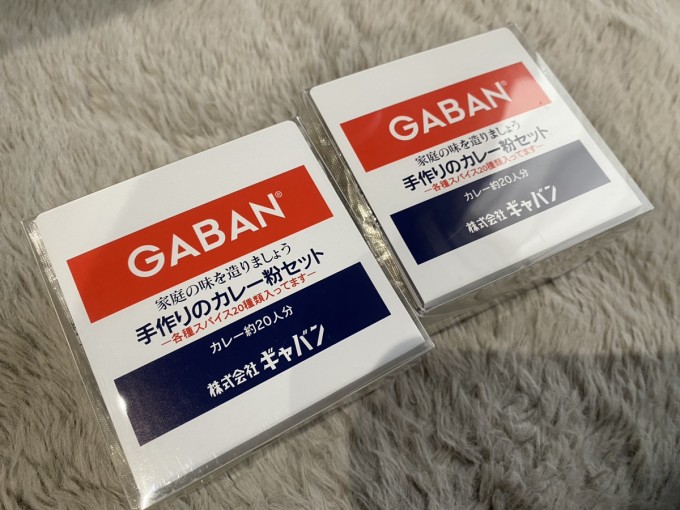 GABAN®
家庭の味を造りましょう
手作りのカレー粉セット
―各種スパイス20種類入ってます―
カレー約20人分
株式会社ギャバン
GABAN®
家庭の味を造りましょう
手作りのカレー粉セット
―各種スパイス20種類入ってます―
カレー約20人分
株式会社ギャバン